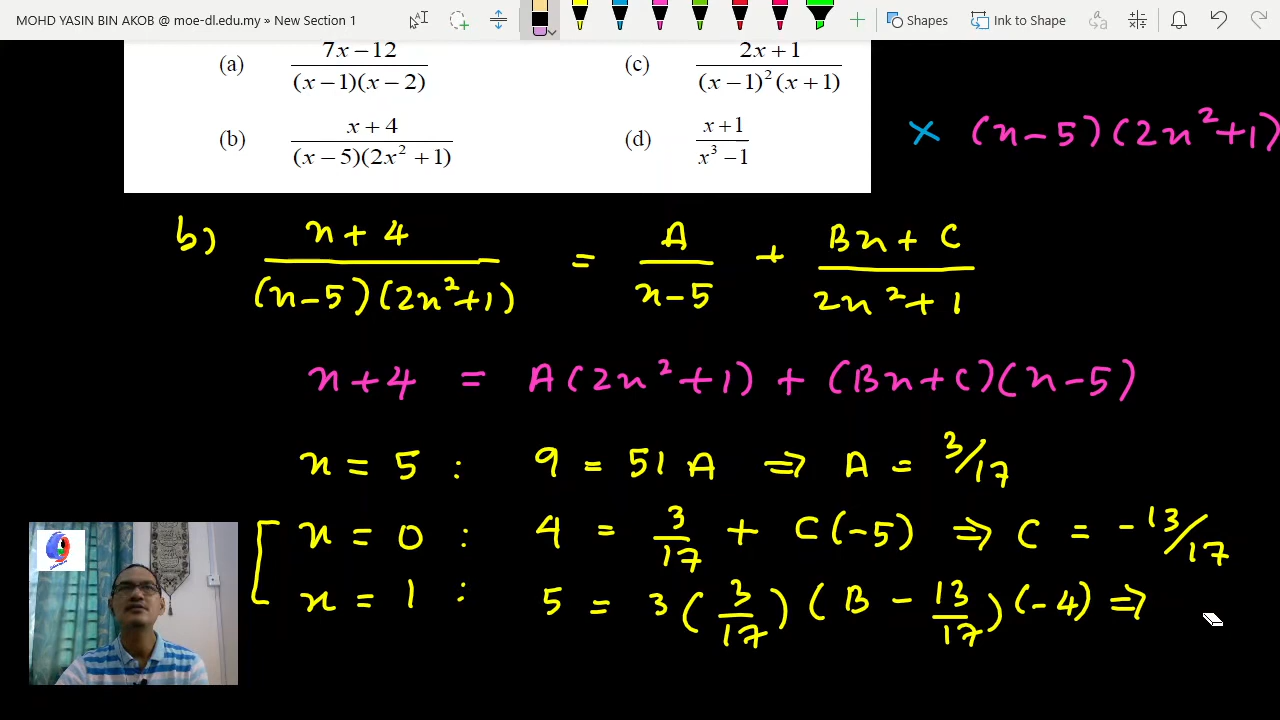 MOHD YASIN BIN AKOB @ moe-dl.edu.my » New Section 1
Shapes
Ink to Shape
(a) (7x−12)/((x−1)(x−2))
(c) (2x+1)/((x−1)²(x+1))
(b) (x+4)/((x−5)(2x²+1))
(d) (x+1)/(x³−1)
× (x−5)(2x²+1)
b) (x+4)/((x−5)(2x²+1)) = A/(x−5) + (Bx+C)/(2x²+1)
x+4 = A(2x²+1) + (Bx+C)(x−5)
x = 5 : 9 = 51A ⇒ A = 3/17
x = 0 : 4 = 3/17 + C(−5) ⇒ C = −13/17
x = 1 : 5 = 3(3/17)(B − 13/17)(−4) ⇒